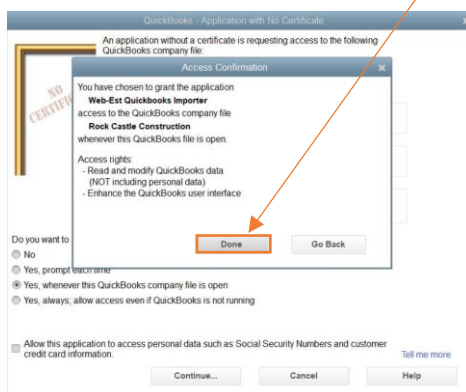 QuickBooks - Application with No Certificate
An application without a certificate is requesting access to the following
QuickBooks company file:
Access Confirmation
NO
You have chosen to grant the application
Web-Est Quickbooks Importer
access to the company file
Rock Castle Construction
whenever this QuickBooks file is open.
Access rights:
- Read and modify QuickBooks data
(NOT including personal data)
- Enhance the QuickBooks user interface
Done
Go Back
Do you want to
No
Yes, prompt each time
Yes, whenever this QuickBooks company file is open
Yes, always; allow access even if QuickBooks is not running
Allow this application to access personal data such as Social Security Numbers and customer
credit card information.
Tell me more
Continue...
Cancel
Help